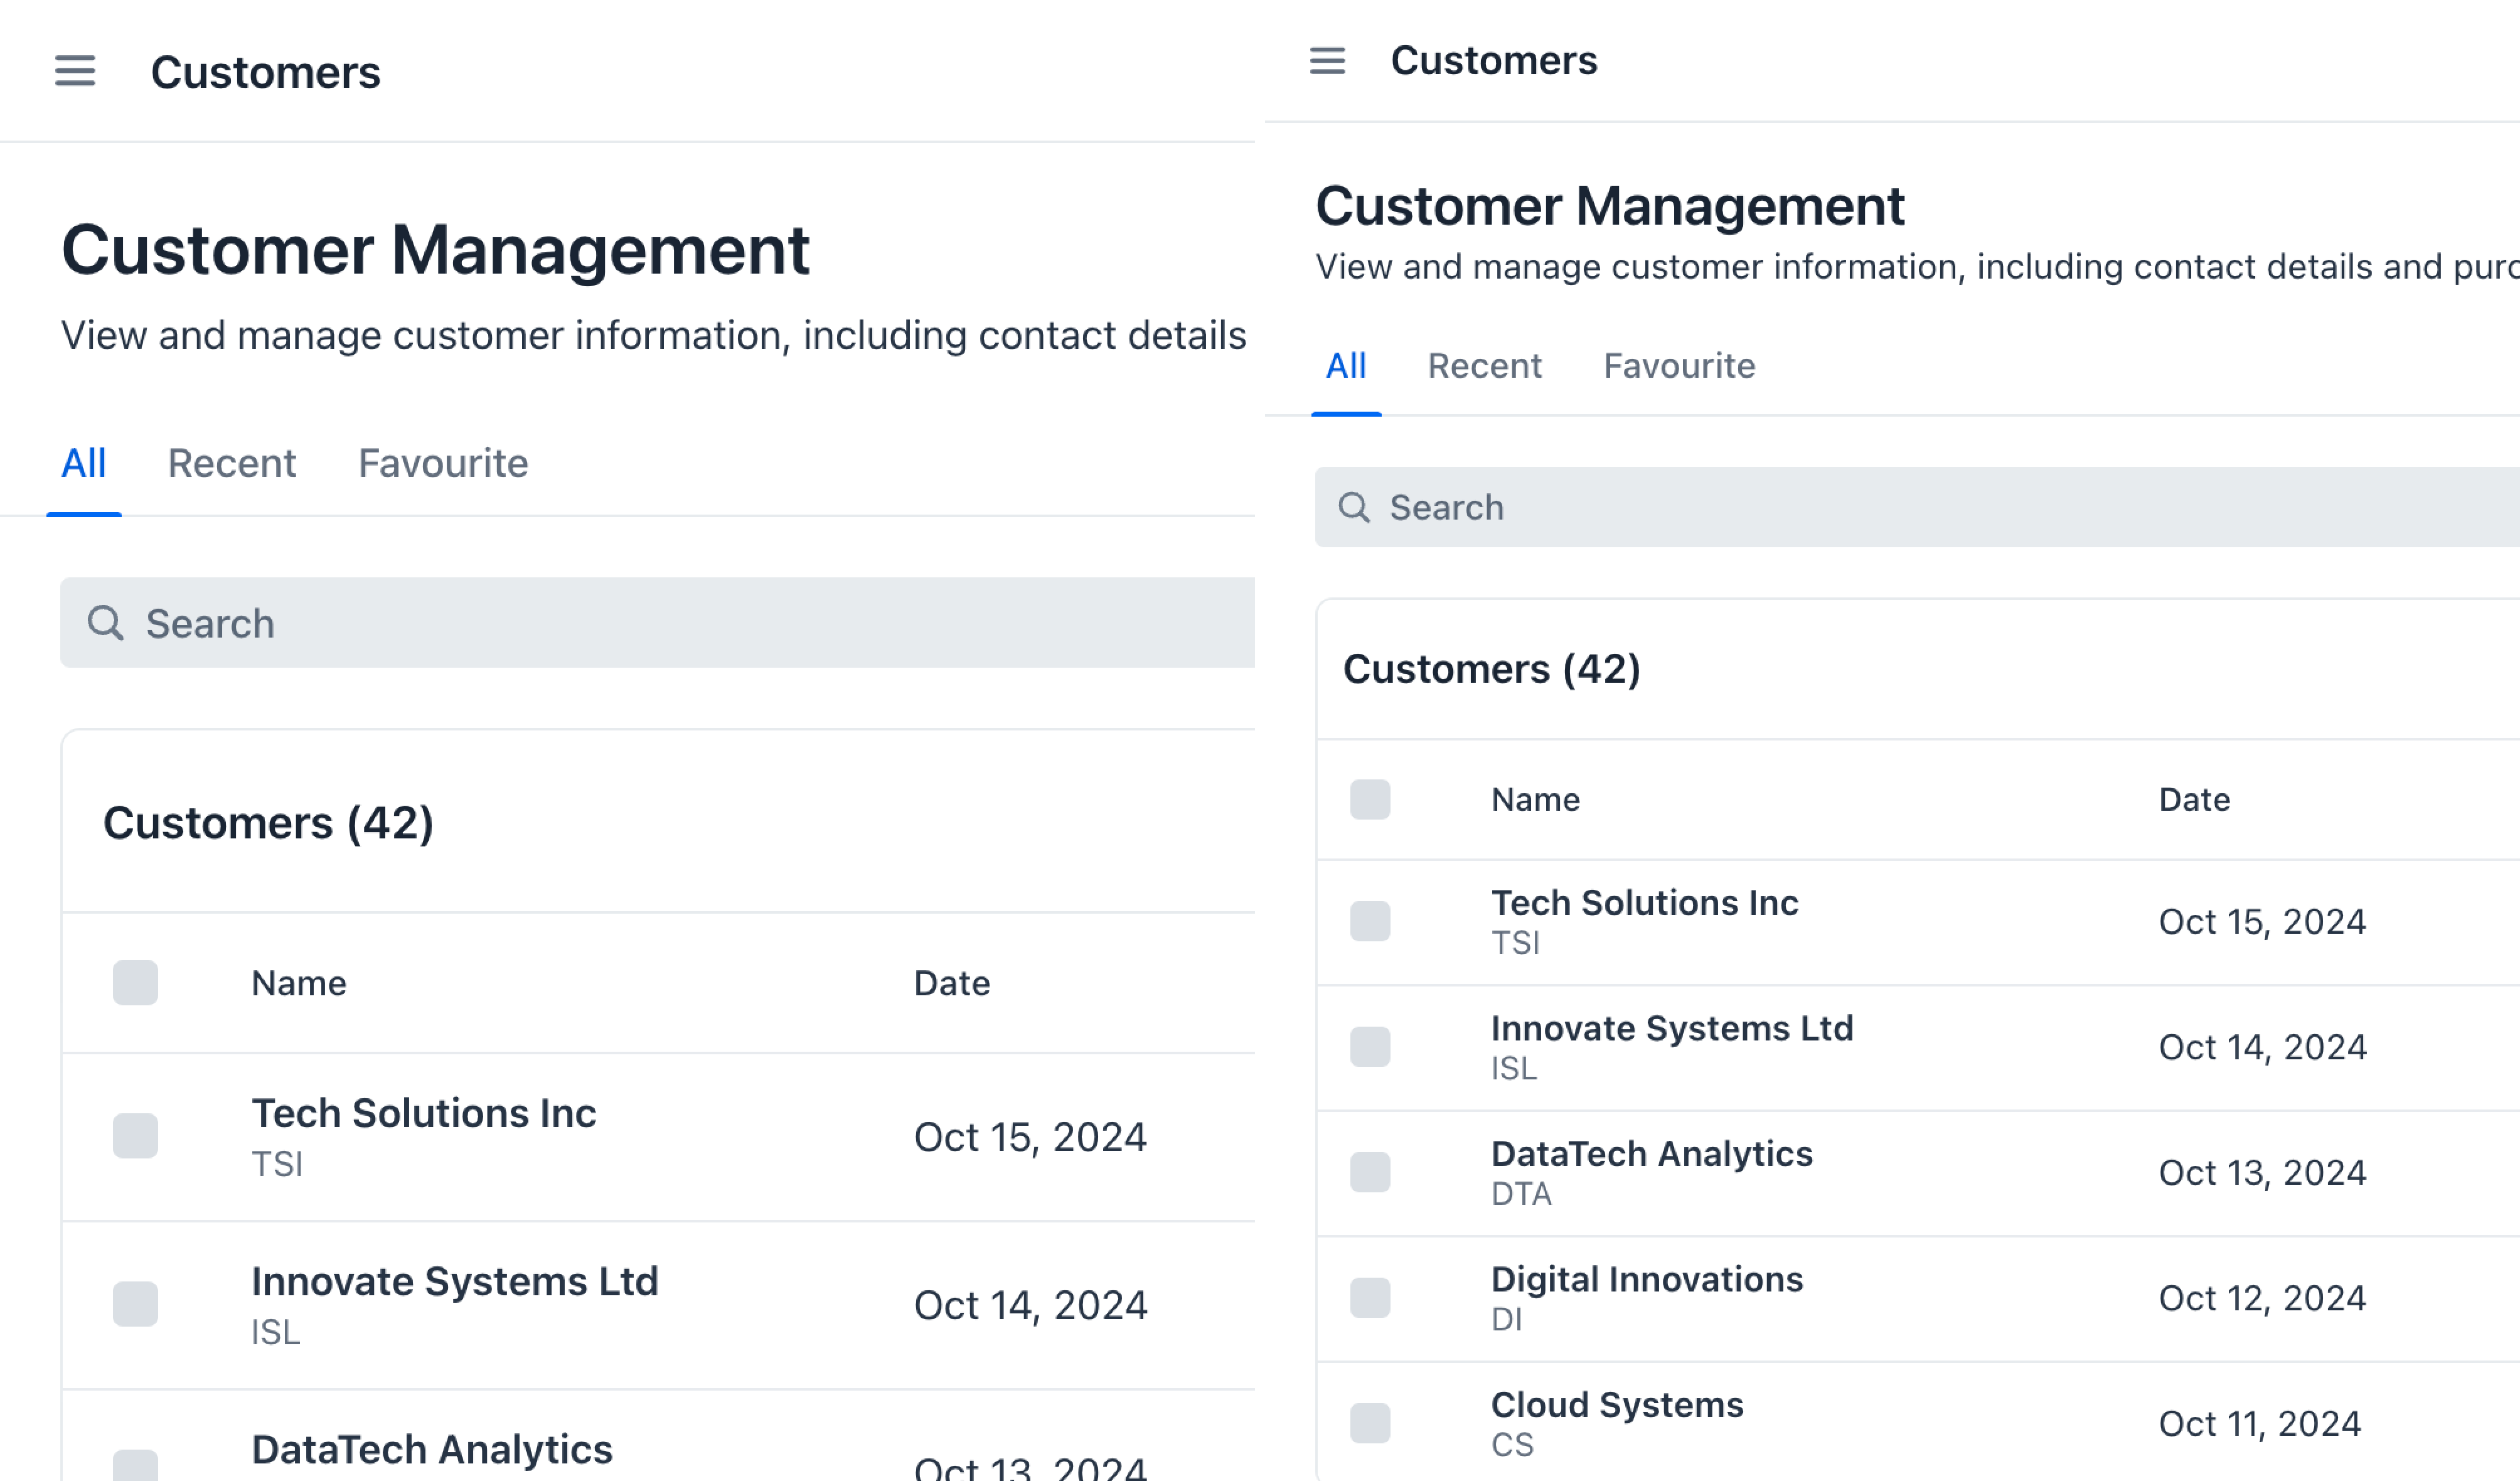 Customers
Customer Management
View and manage customer information, including contact details
All Recent Favourite
Search
Customers (42)
Name Date
Tech Solutions Inc
TSI
Oct 15, 2024
Innovate Systems Ltd
ISL
Oct 14, 2024
DataTech Analytics
Oct 13, 2024
Customers
Customer Management
View and manage customer information, including contact details and
All Recent Favourite
Search
Customers (42)
Name Date
Tech Solutions Inc
TSI
Oct 15, 2024
Innovate Systems Ltd
ISL
Oct 14, 2024
DataTech Analytics
DTA
Oct 13, 2024
Digital Innovations
DI
Oct 12, 2024
Cloud Systems
CS
Oct 11, 2024